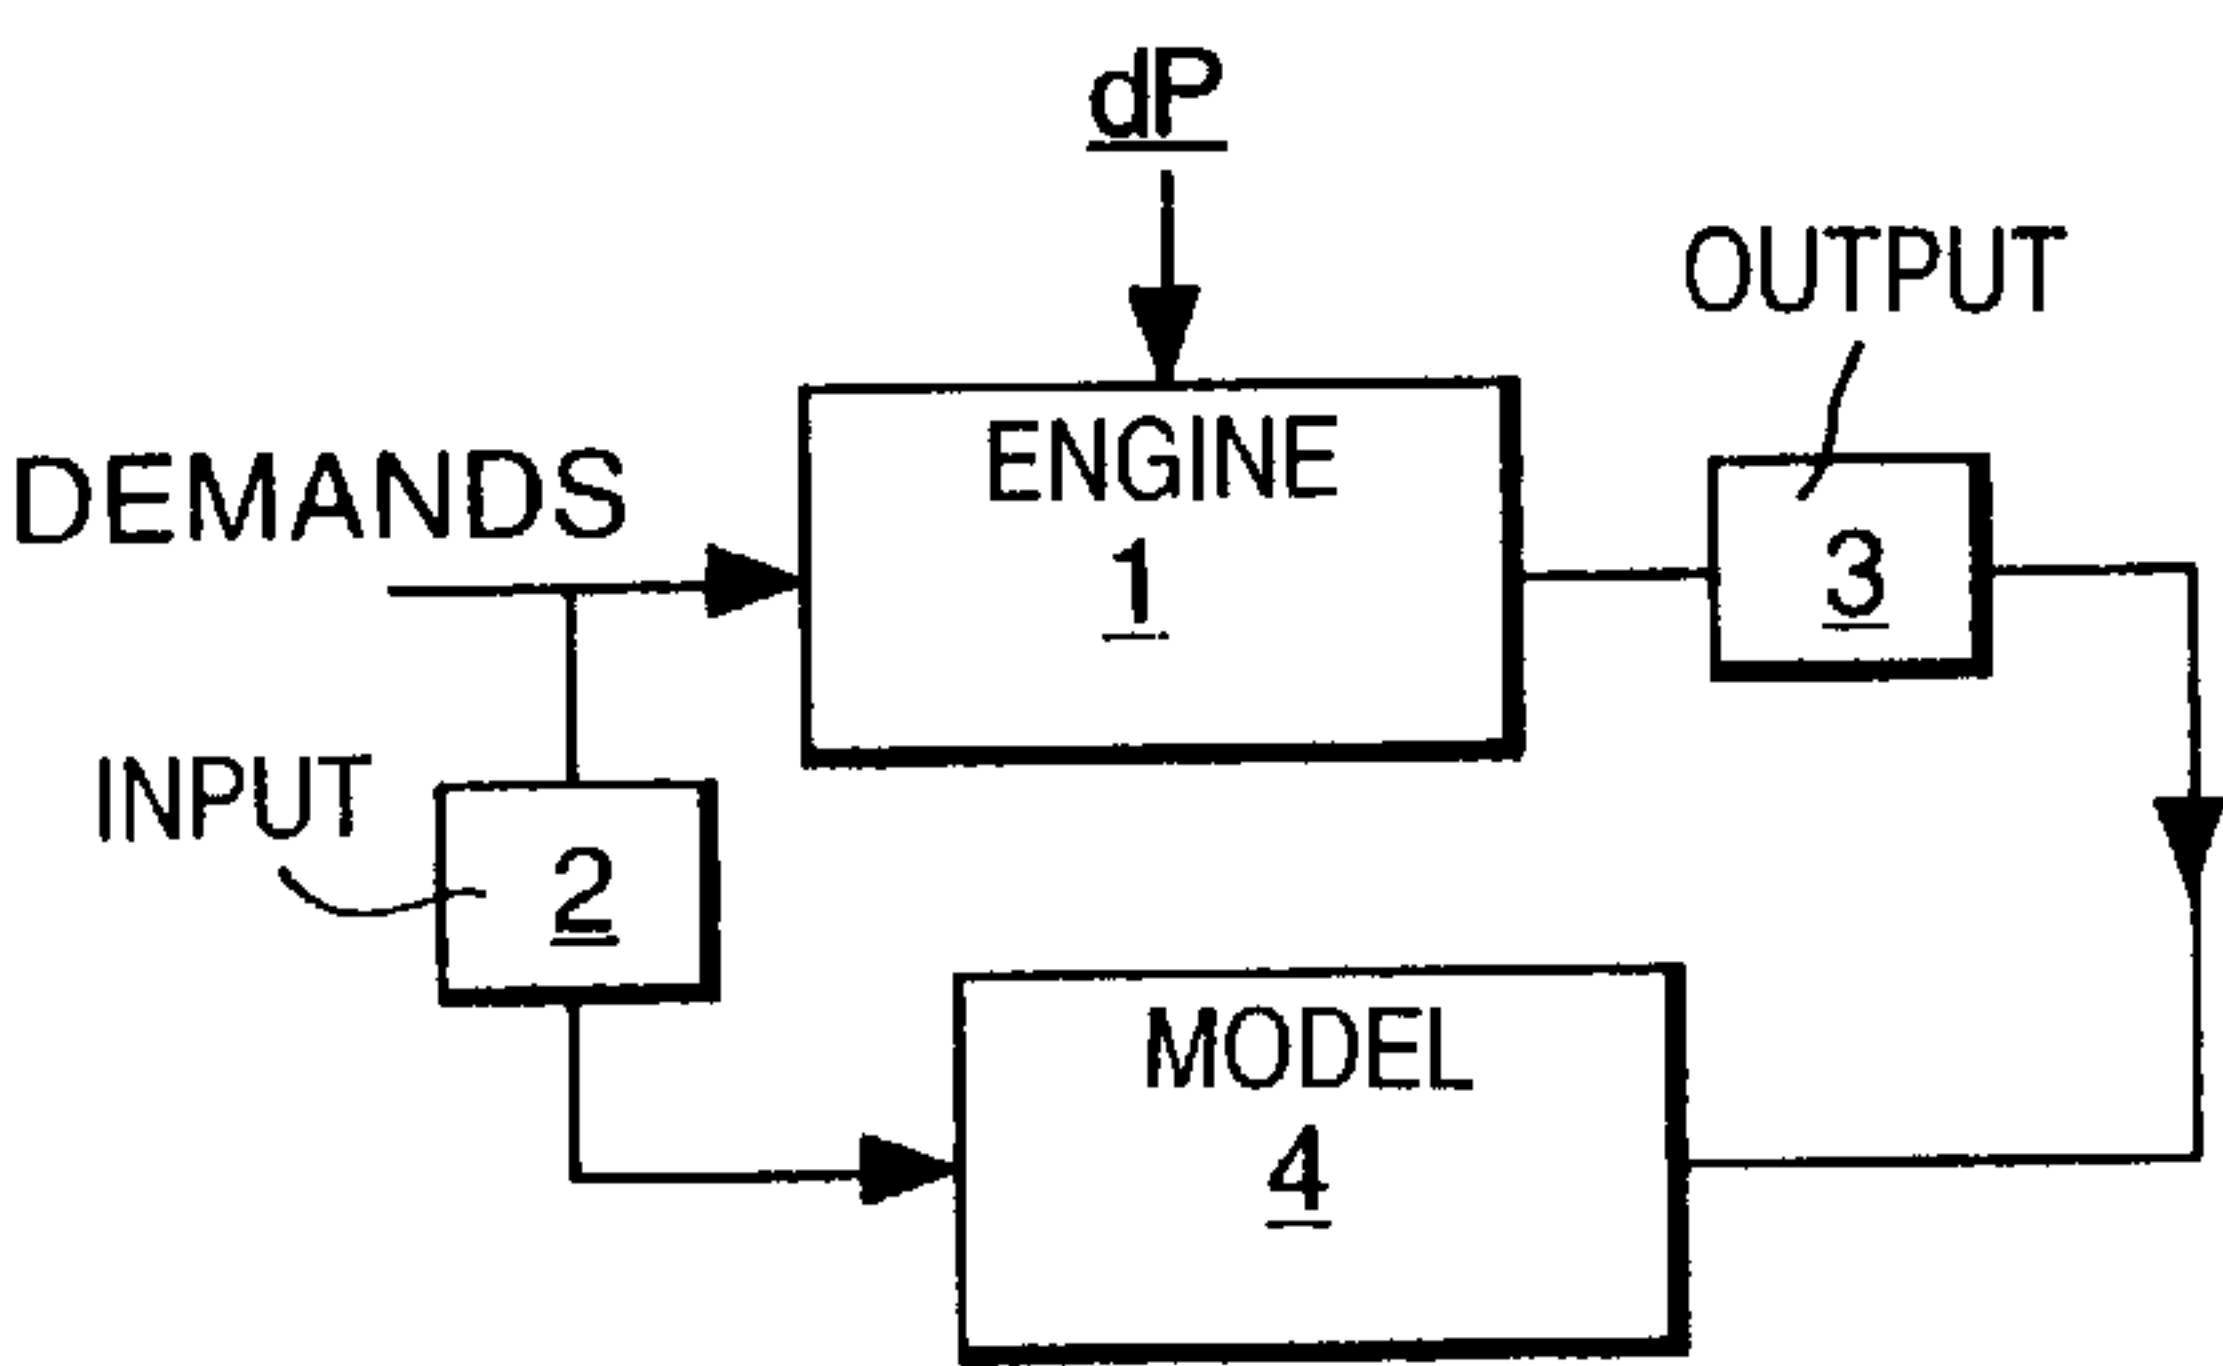 dP
OUTPUT
ENGINE
1
DEMANDS
3
INPUT
2
MODEL
4